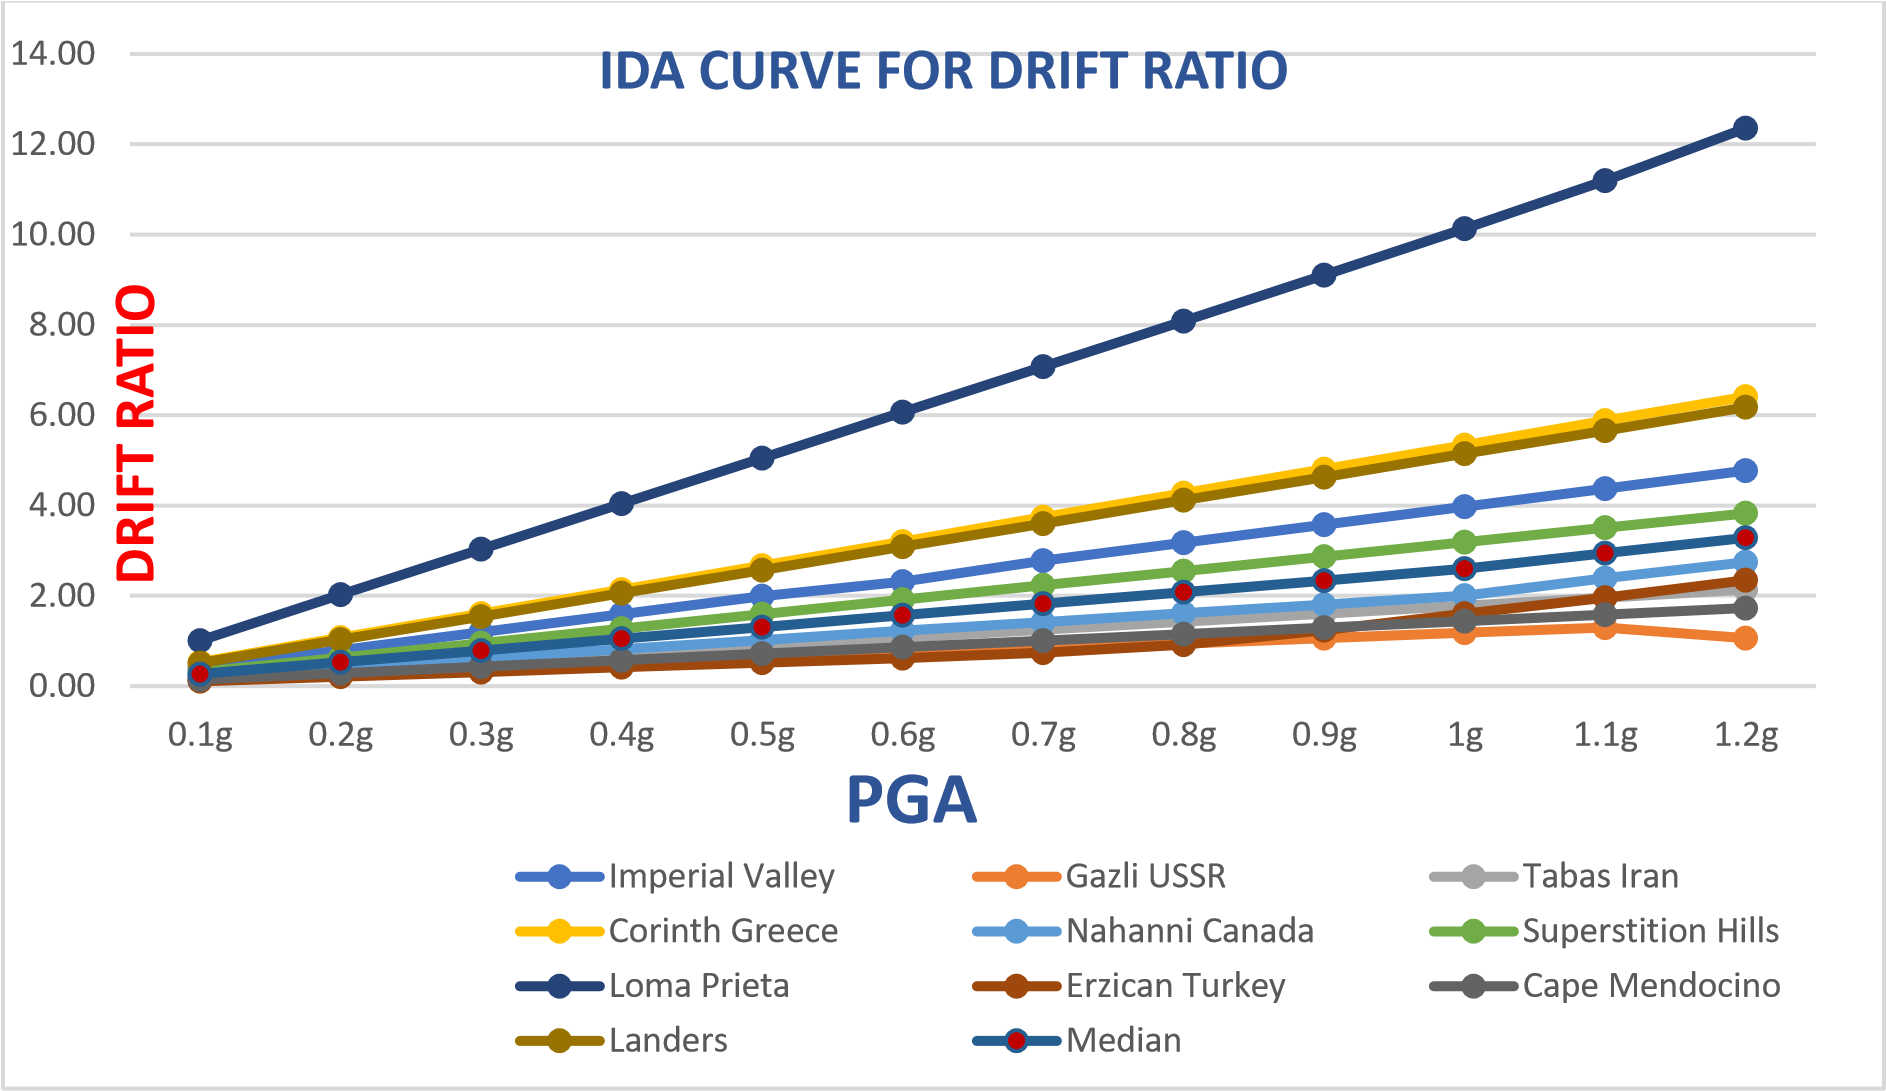 IDA CURVE FOR DRIFT RATIO
14.00
12.00
10.00
8.00
6.00
4.00
2.00
0.00
DRIFT RATIO
0.1g 0.2g 0.3g 0.4g 0.5g 0.6g 0.7g 0.8g 0.9g 1g 1.1g 1.2g
PGA
Imperial Valley Gazli USSR Tabas Iran
Corinth Greece Nahanni Canada Superstition Hills
Loma Prieta Erzican Turkey Cape Mendocino
Landers Median